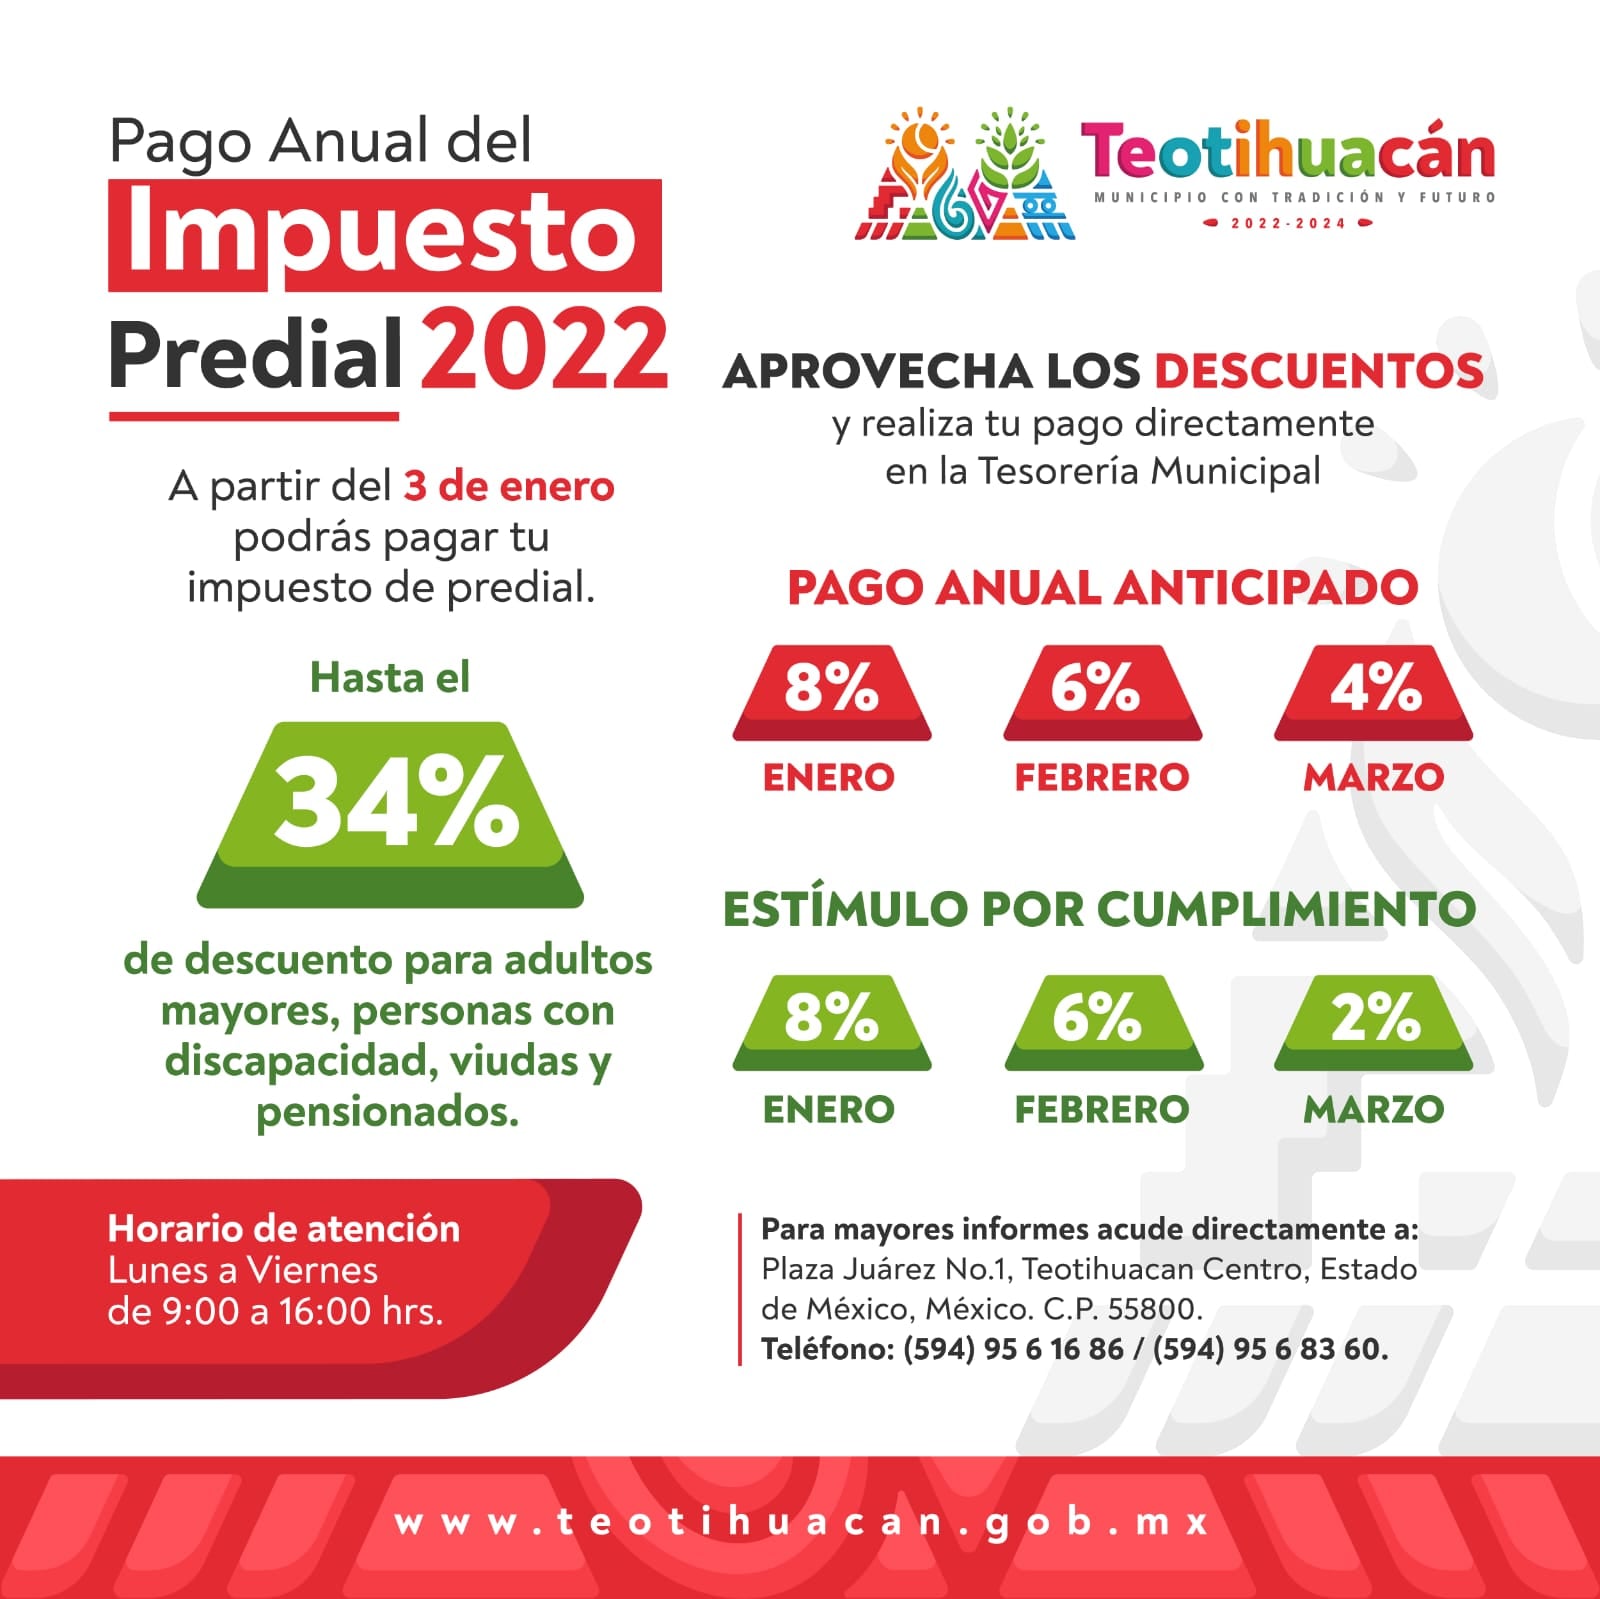 Pago Anual del
Impuesto
Predial 2022
A partir del 3 de enero
podrás pagar tu
impuesto de predial.
Hasta el
34%
de descuento para adultos
mayores, personas con
discapacidad, viudas y
pensionados.
Horario de atención
Lunes a Viernes
de 9:00 a 16:00 hrs.
Teotihuacán
MUNICIPIO CON TRADICIÓN Y FUTURO
2022-2024
APROVECHA LOS DESCUENTOS
y realiza tu pago directamente
en la Tesorería Municipal
PAGO ANUAL ANTICIPADO
8% 6% 4%
ENERO FEBRERO MARZO
ESTÍMULO POR CUMPLIMIENTO
8% 6% 2%
ENERO FEBRERO MARZO
Para mayores informes acude directamente a:
Plaza Juárez No.1, Teotihuacan Centro, Estado
de México, México. C.P. 55800.
Teléfono: (594) 95 6 16 86 / (594) 95 6 83 60.
www.teotihuacan.gob.mx